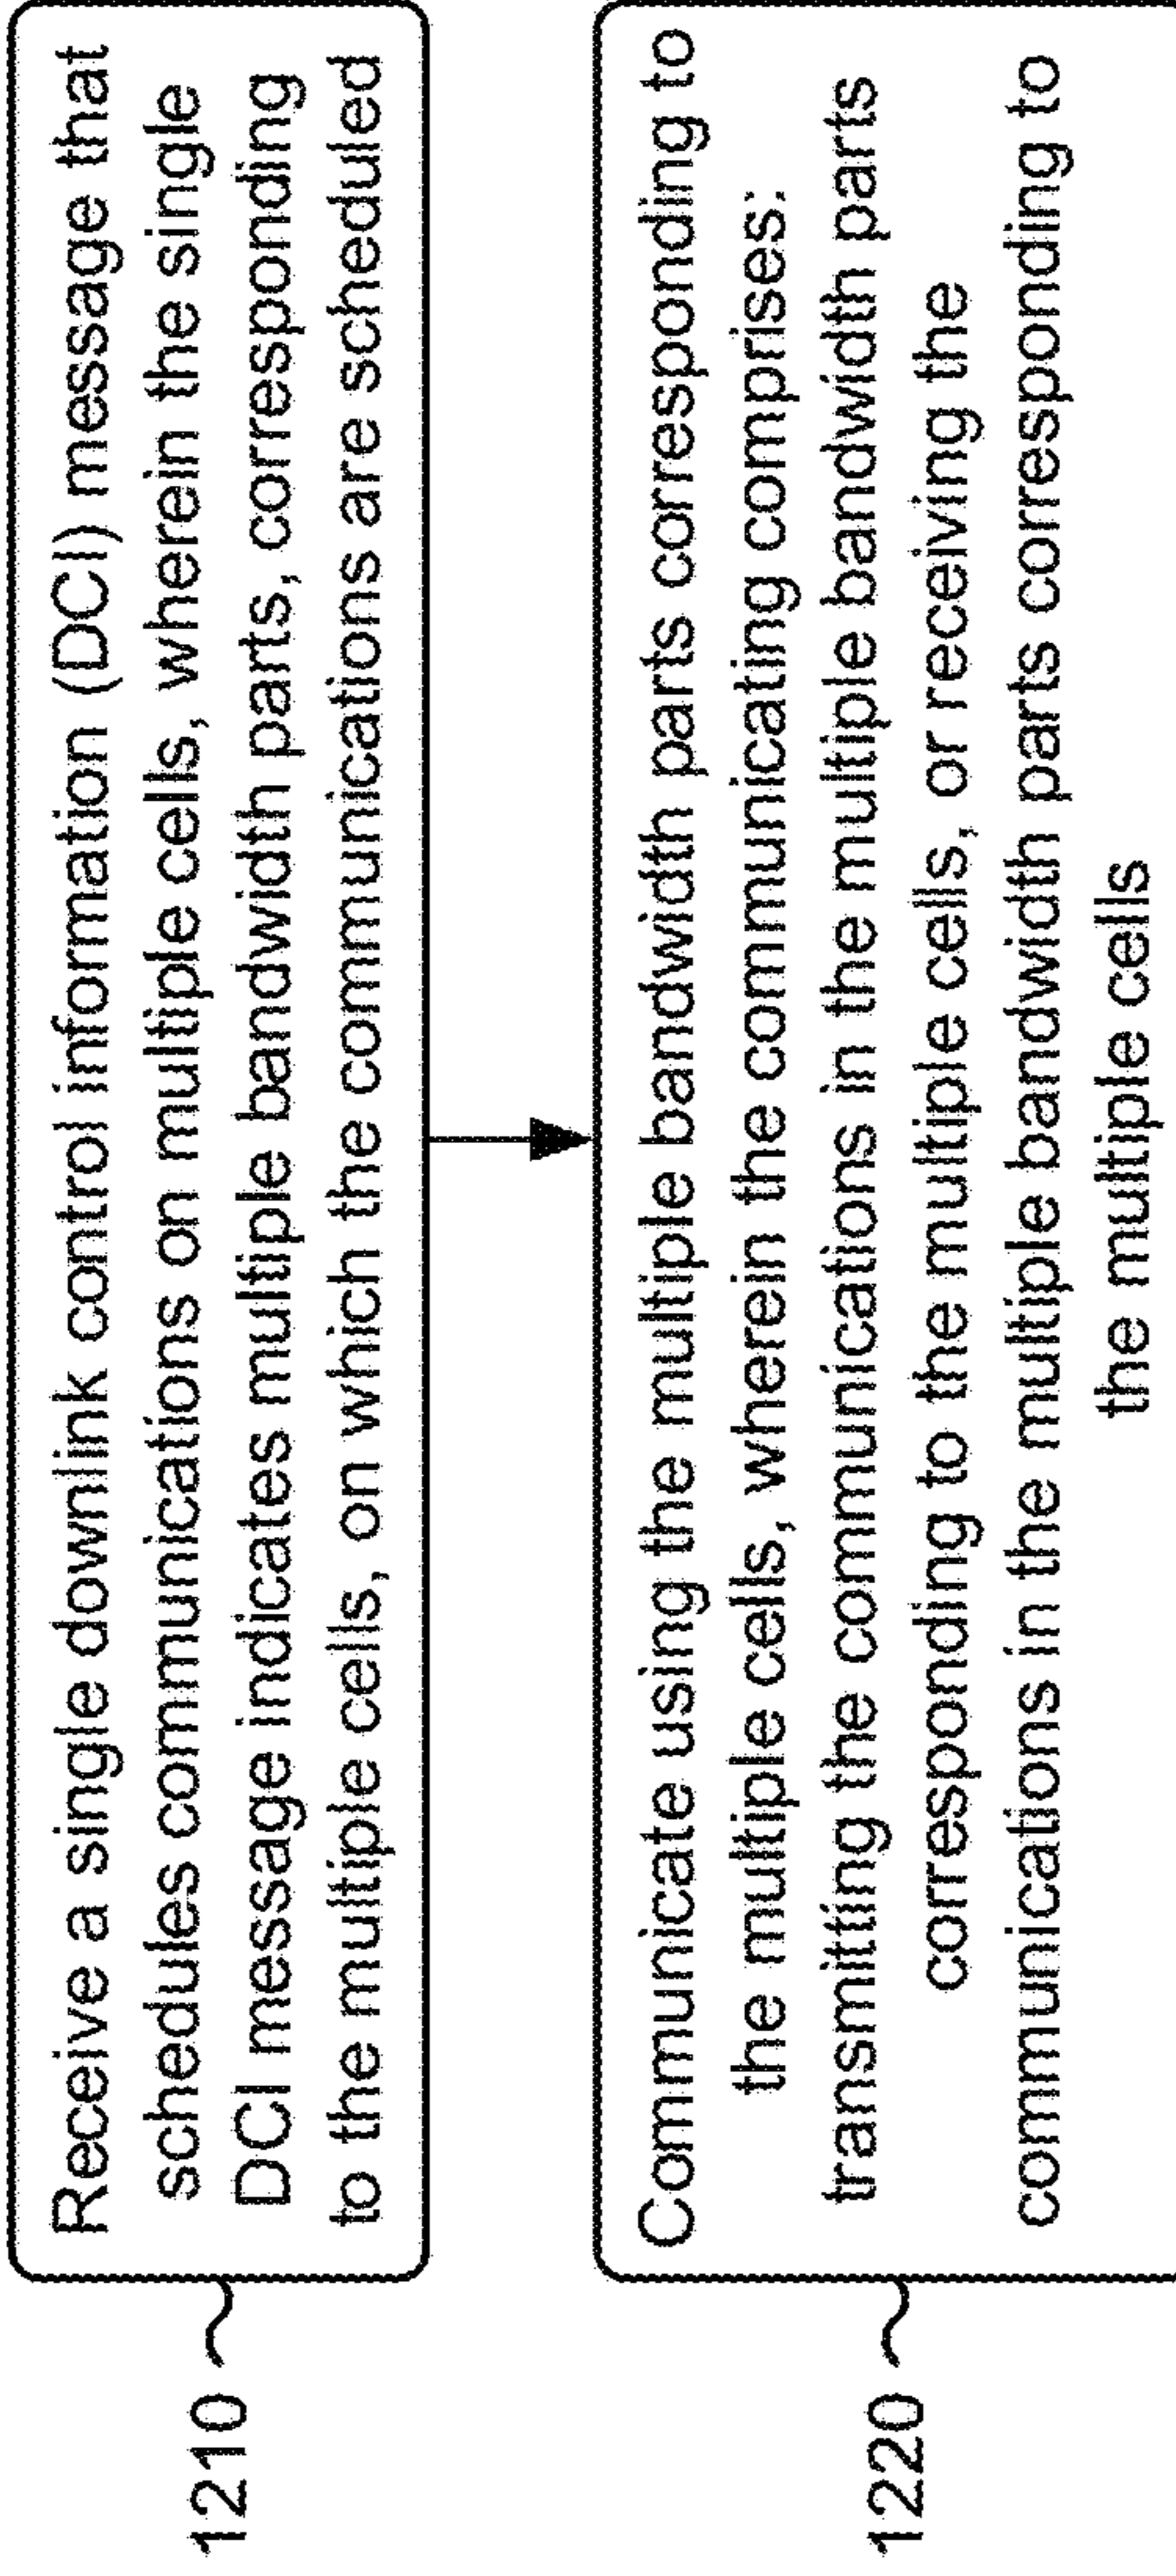 1210
Receive a single downlink control information (DCI) message that
schedules communications on multiple cells, wherein the single
DCI message indicates multiple bandwidth parts, corresponding
to the multiple cells, on which the communications are scheduled
1220
Communicate using the multiple bandwidth parts corresponding to
the multiple cells, wherein the communicating comprises:
transmitting the communications in the multiple bandwidth parts
corresponding to the multiple cells, or receiving the
communications in the multiple bandwidth parts corresponding to
the multiple cells